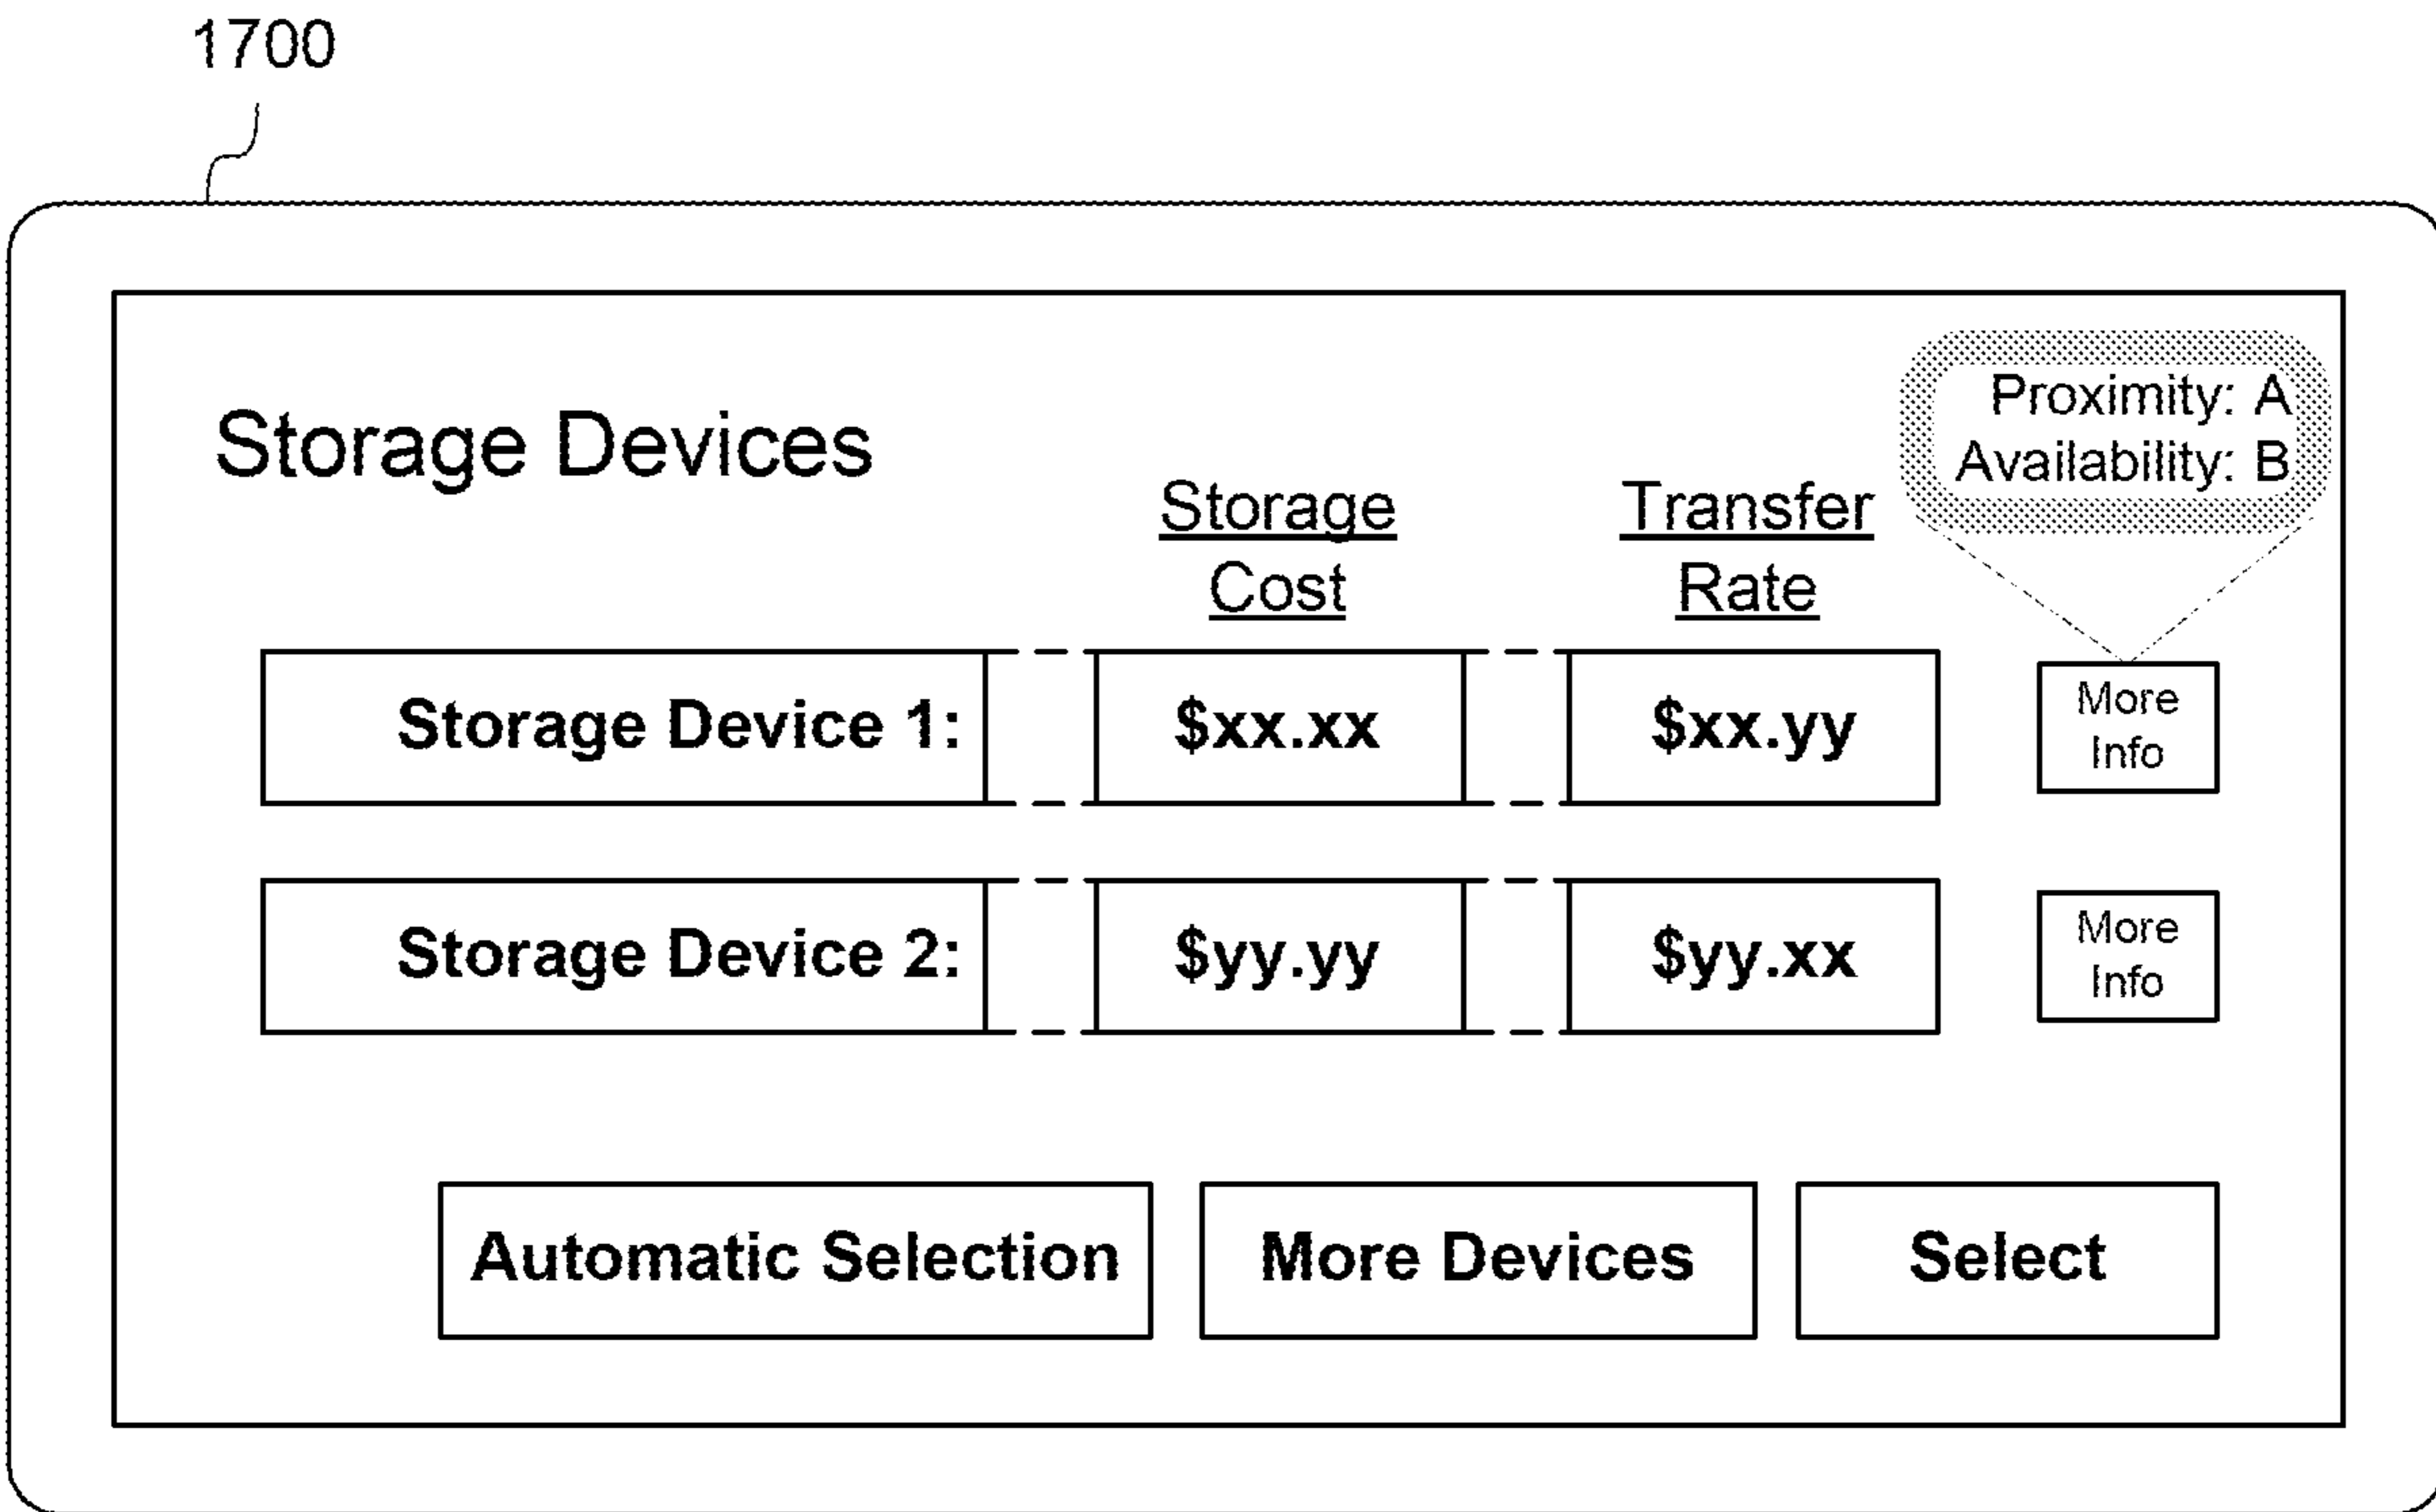 1700
Proximity: A
Availability: B
Storage Devices
Storage
Cost
Transfer
Rate
Storage Device 1:
$xx.xx
$xx.yy
More
Info
Storage Device 2:
$yy.yy
$yy.xx
More
Info
Automatic Selection
More Devices
Select